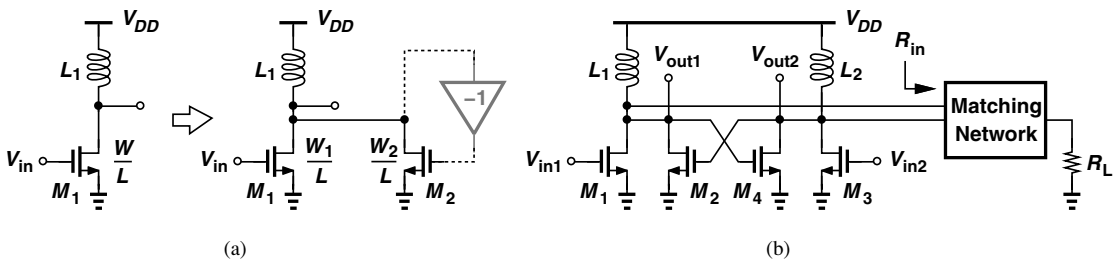 V_DD
L_1
V_in
W/L
M_1
V_DD
L_1
−1
V_in
W_1/L
M_1
W_2/L
M_2
(a)
V_DD
L_1
V_out1
V_out2
L_2
R_in
Matching
Network
V_in1
V_in2
M_1
M_2
M_4
M_3
R_L
(b)